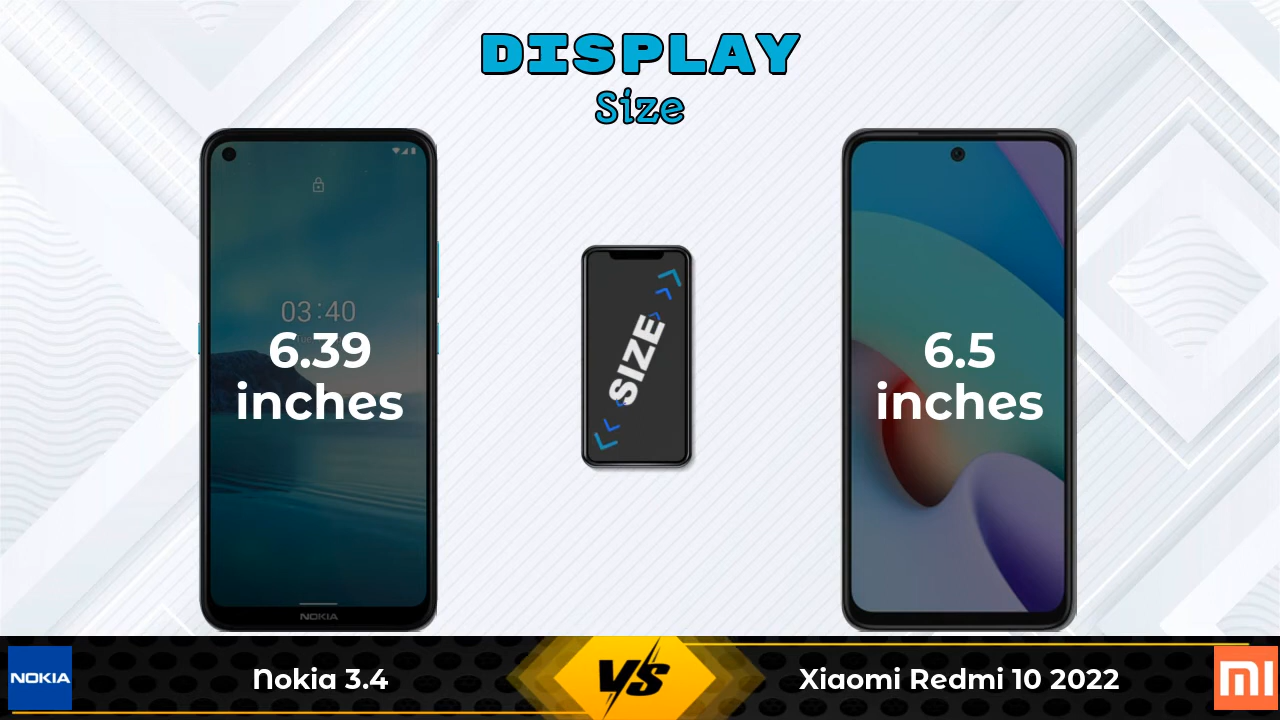 DISPLAY
Size
03:40
6.39
inches
SIZE
6.5
inches
NOKIA
NOKIA
Nokia 3.4
VS
Xiaomi Redmi 10 2022
mi